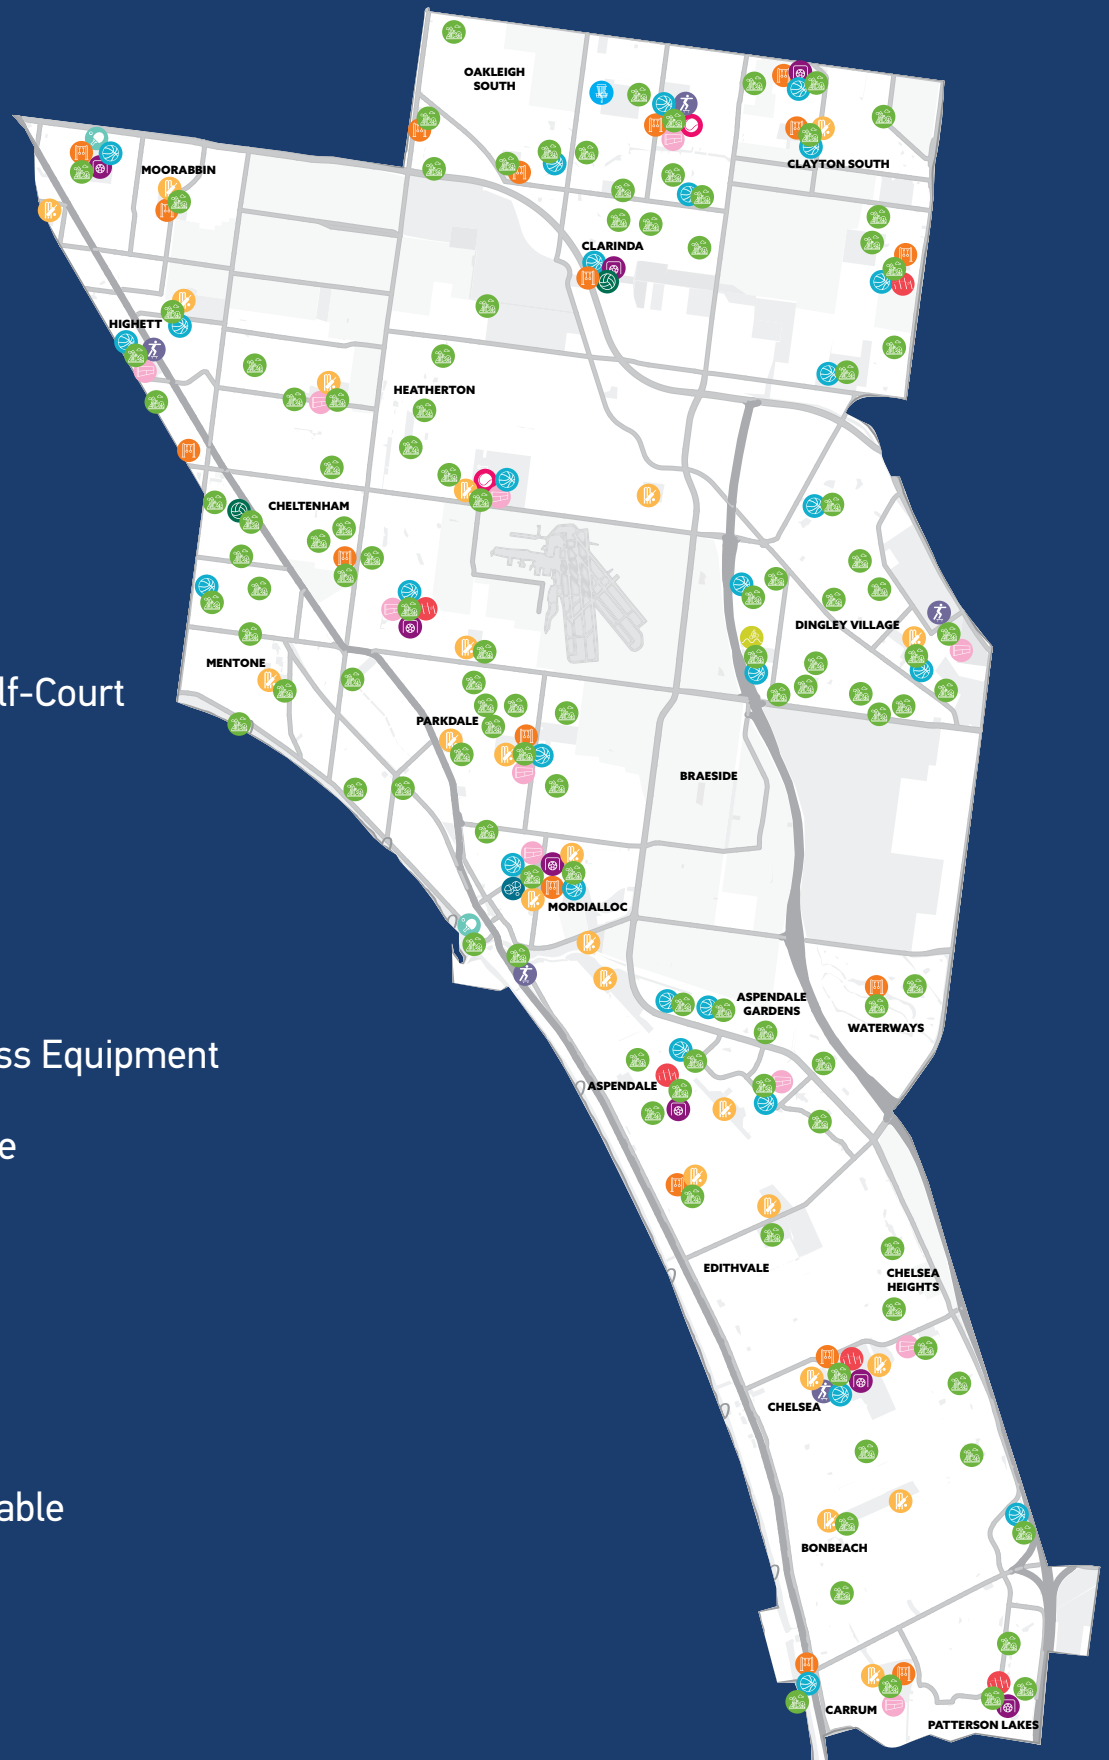 OAKLEIGH
SOUTH
CLAYTON SOUTH
MOORABBIN
CLARINDA
HIGHETT
HEATHERTON
CHELTENHAM
DINGLEY VILLAGE
MENTONE
lf-Court
PARKDALE
BRAESIDE
MORDIALLOC
ASPENDALE
GARDENS
WATERWAYS
ss Equipment
ASPENDALE
e
EDITHVALE
CHELSEA
HEIGHTS
CHELSEA
able
BONBEACH
CARRUM
PATTERSON LAKES